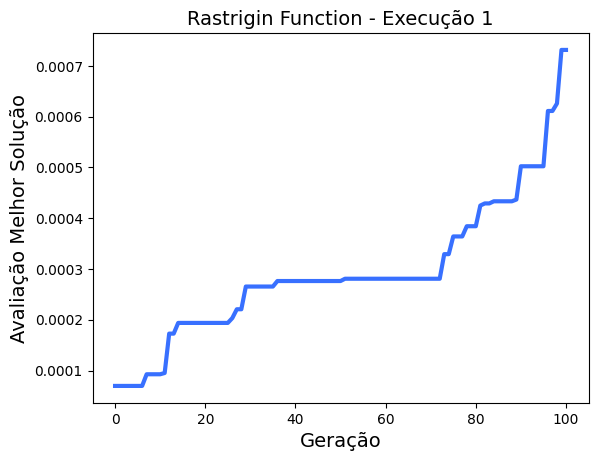 Rastrigin Function - Execução 1
Avaliação Melhor Solução
0.0007
0.0006
0.0005
0.0004
0.0003
0.0002
0.0001
0 20 40 60 80 100
Geração